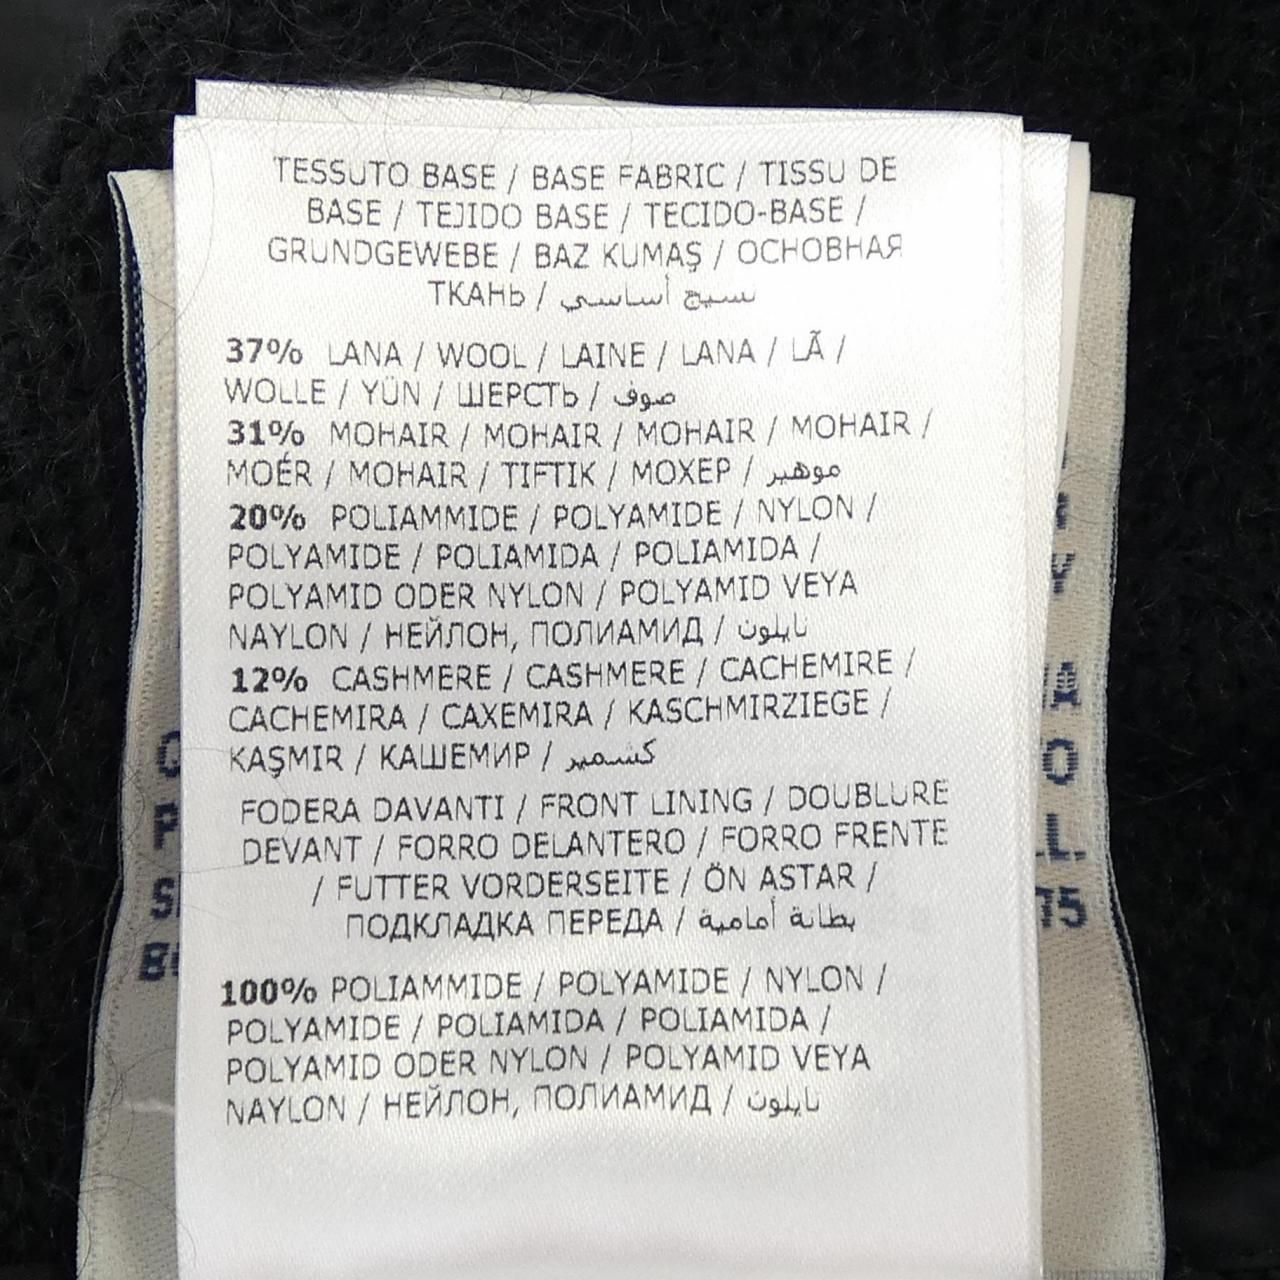 TESSUTO BASE / BASE FABRIC / TISSU DE
BASE / TEJIDO BASE / TECIDO-BASE /
GRUNDGEWEBE / BAZ KUMAŞ / ОСНОВНАЯ
ТКАНЬ / نسيج أساسي
37% LANA / WOOL / LAINE / LANA / LÃ /
WOLLE / YÜN / ШЕРСТЬ / صوف
31% MOHAIR / MOHAIR / MOHAIR / MOHAIR /
MOÉR / MOHAIR / TIFTIK / МОХЕР / موهير
20% POLIAMMIDE / POLYAMIDE / NYLON /
POLYAMIDE / POLIAMIDA / POLIAMIDA /
POLYAMID ODER NYLON / POLYAMID VEYA
NAYLON / НЕЙЛОН, ПОЛИАМИД / نايلون
12% CASHMERE / CASHMERE / CACHEMIRE /
CACHEMIRA / CAXEMIRA / KASCHMIRZIEGE /
KAŞMIR / КАШЕМИР / كشمير
FODERA DAVANTI / FRONT LINING / DOUBLURE
DEVANT / FORRO DELANTERO / FORRO FRENTE
/ FUTTER VORDERSEITE / ÖN ASTAR /
ПОДКЛАДКА ПЕРЕДА / بطانة أمامية
100% POLIAMMIDE / POLYAMIDE / NYLON /
POLYAMIDE / POLIAMIDA / POLIAMIDA /
POLYAMID ODER NYLON / POLYAMID VEYA
NAYLON / НЕЙЛОН, ПОЛИАМИД / نايلون